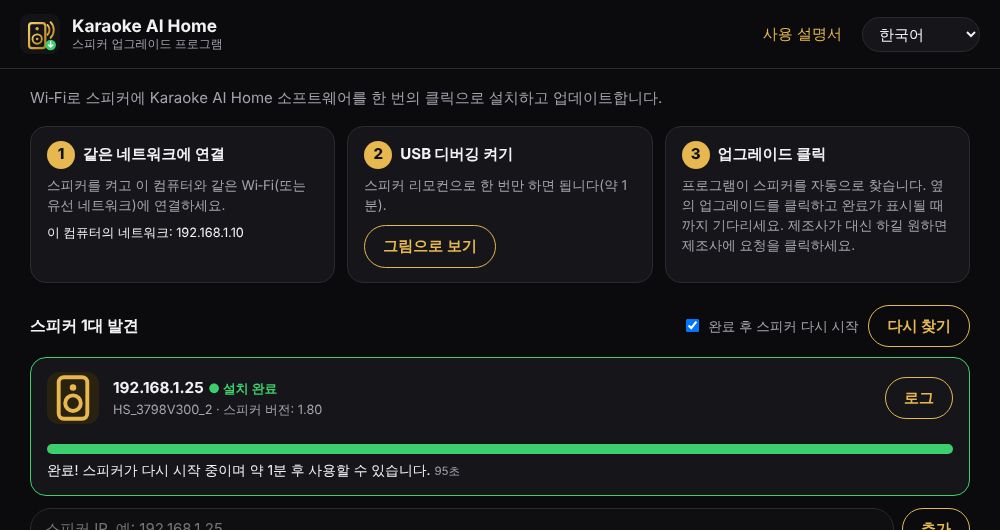 Karaoke AI Home
스피커 업그레이드 프로그램
사용 설명서
한국어
Wi-Fi로 스피커에 Karaoke AI Home 소프트웨어를 한 번의 클릭으로 설치하고 업데이트합니다.
1 같은 네트워크에 연결
스피커를 켜고 이 컴퓨터와 같은 Wi-Fi(또는
유선 네트워크)에 연결하세요.
이 컴퓨터의 네트워크: 192.168.1.10
2 USB 디버깅 켜기
스피커 리모컨으로 한 번만 하면 됩니다(약 1
분).
그림으로 보기
3 업그레이드 클릭
프로그램이 스피커를 자동으로 찾습니다. 옆
의 업그레이드를 클릭하고 완료가 표시될 때
까지 기다리세요. 제조사가 대신 하길 원하면
제조사에 요청을 클릭하세요.
스피커 1대 발견
완료 후 스피커 다시 시작
다시 찾기
192.168.1.25 설치 완료
HS_3798V300_2 · 스피커 버전: 1.80
로그
완료! 스피커가 다시 시작 중이며 약 1분 후 사용할 수 있습니다. 95초
스피커 IP, 예: 192.168.1.25
추가